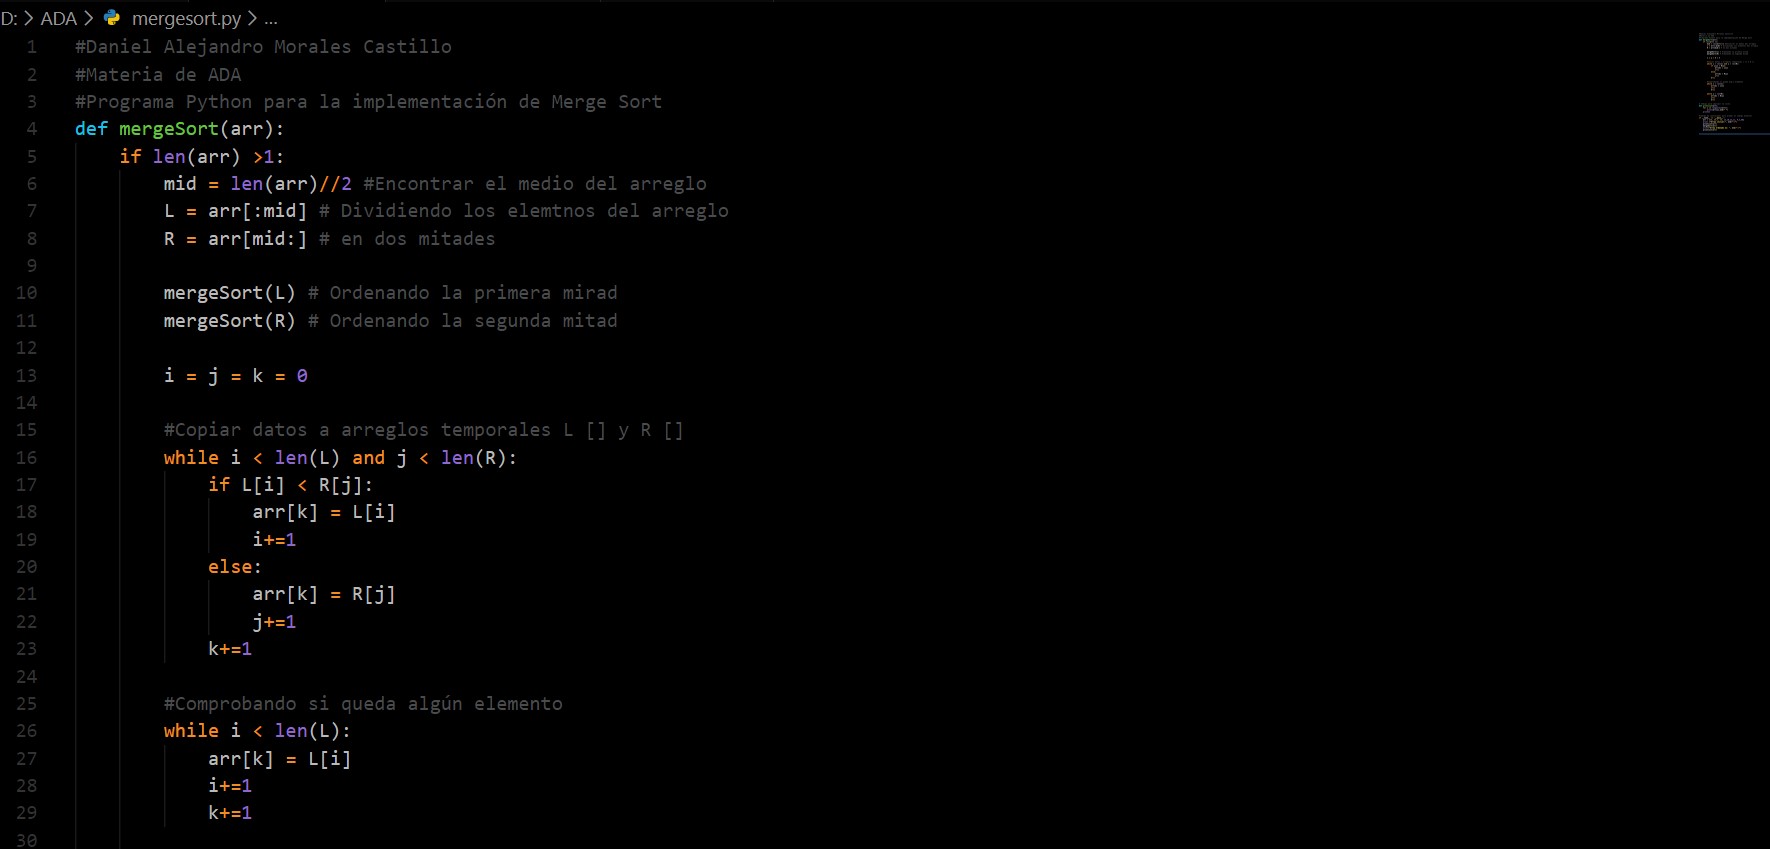 D: > ADA > mergesort.py > ...
1 #Daniel Alejandro Morales Castillo
2 #Materia de ADA
3 #Programa Python para la implementación de Merge Sort
4 def mergeSort(arr):
5     if len(arr) >1:
6         mid = len(arr)//2 #Encontrar el medio del arreglo
7         L = arr[:mid] # Dividiendo los elemtnos del arreglo
8         R = arr[mid:] # en dos mitades
9
10         mergeSort(L) # Ordenando la primera mirad
11         mergeSort(R) # Ordenando la segunda mitad
12
13         i = j = k = 0
14
15         #Copiar datos a arreglos temporales L [] y R []
16         while i < len(L) and j < len(R):
17             if L[i] < R[j]:
18                 arr[k] = L[i]
19                 i+=1
20             else:
21                 arr[k] = R[j]
22                 j+=1
23             k+=1
24
25         #Comprobando si queda algún elemento
26         while i < len(L):
27             arr[k] = L[i]
28             i+=1
29             k+=1
30